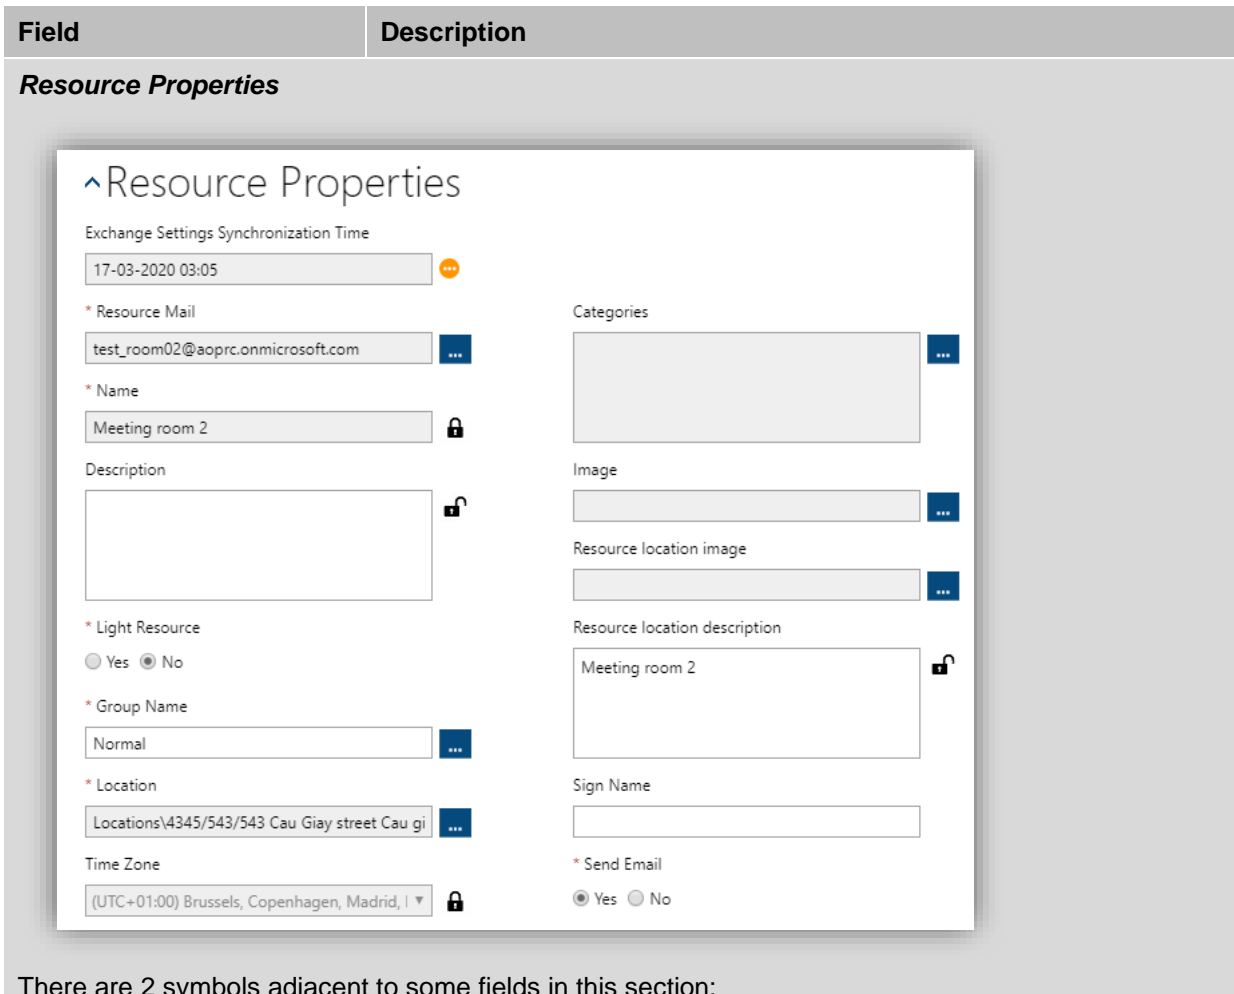 Field Description
Resource Properties
Resource Properties
Exchange Settings Synchronization Time
17-03-2020 03:05
* Resource Mail
test_room02@aoprc.onmicrosoft.com
...
* Name
Meeting room 2
Description
* Light Resource
Yes No
* Group Name
Normal
...
* Location
Locations\4345/543/543 Cau Giay street Cau gi
...
Time Zone
(UTC+01:00) Brussels, Copenhagen, Madrid,
Categories
...
Image
...
Resource location image
...
Resource location description
Meeting room 2
Sign Name
* Send Email
Yes No
There are 2 symbols adjacent to some fields in this section: